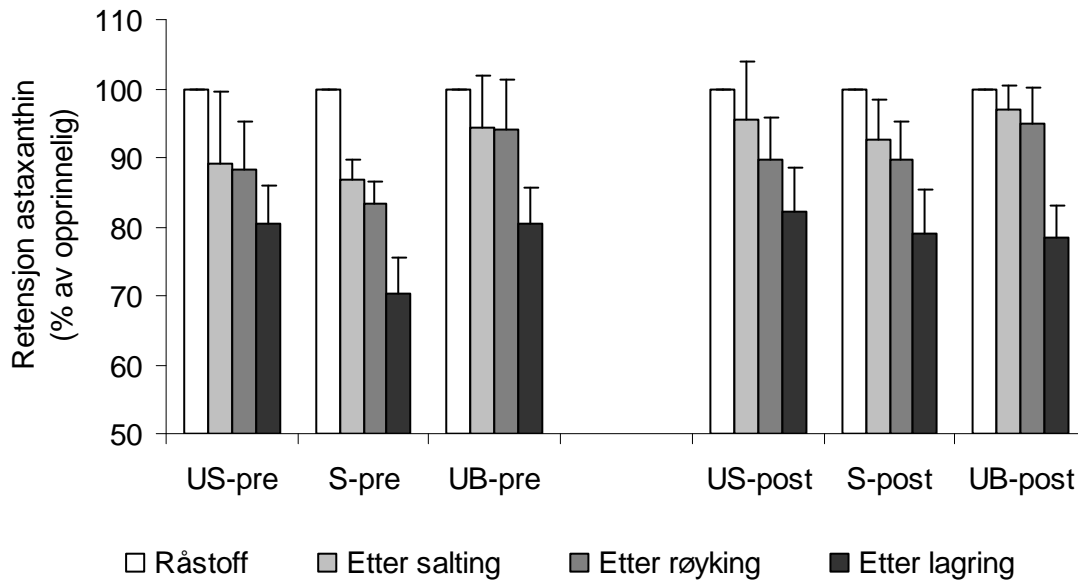 Retensjon astaxanthin
(% av opprinnelig)
110
100
90
80
70
60
50
US-pre S-pre UB-pre US-post S-post UB-post
Råstoff Etter salting Etter røyking Etter lagring